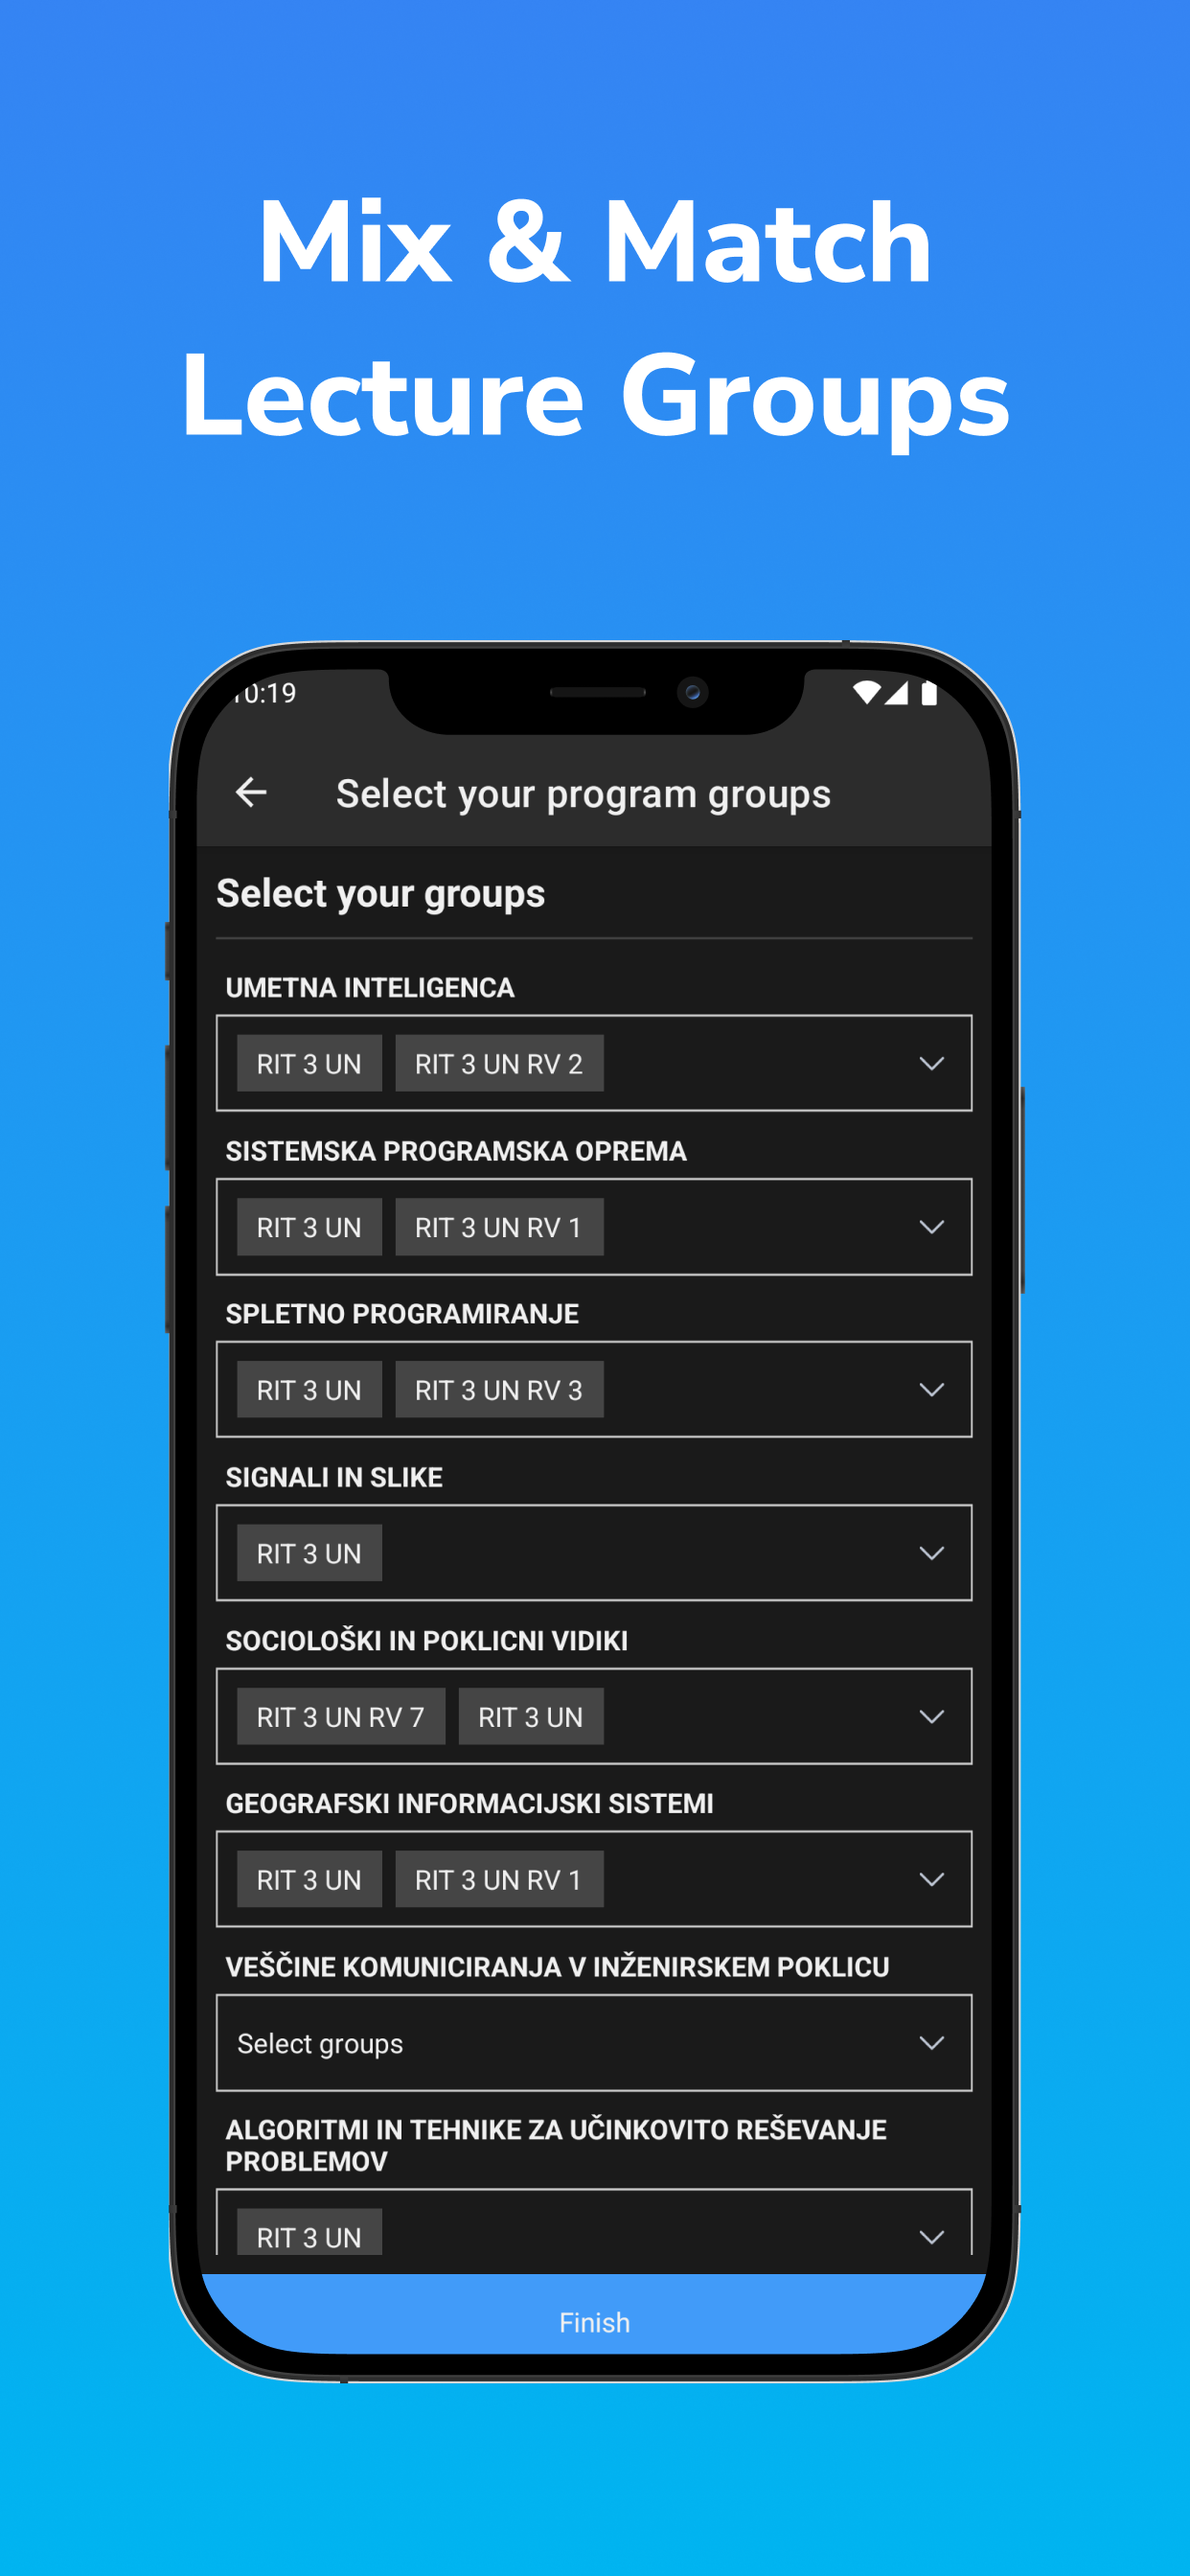 Mix & Match
Lecture Groups
10:19
Select your program groups
Select your groups
UMETNA INTELIGENCA
RIT 3 UN RIT 3 UN RV 2
SISTEMSKA PROGRAMSKA OPREMA
RIT 3 UN RIT 3 UN RV 1
SPLETNO PROGRAMIRANJE
RIT 3 UN RIT 3 UN RV 3
SIGNALI IN SLIKE
RIT 3 UN
SOCIOLOŠKI IN POKLICNI VIDIKI
RIT 3 UN RV 7 RIT 3 UN
GEOGRAFSKI INFORMACIJSKI SISTEMI
RIT 3 UN RIT 3 UN RV 1
VEŠČINE KOMUNICIRANJA V INŽENIRSKEM POKLICU
Select groups
ALGORITMI IN TEHNIKE ZA UČINKOVITO REŠEVANJE
PROBLEMOV
RIT 3 UN
Finish